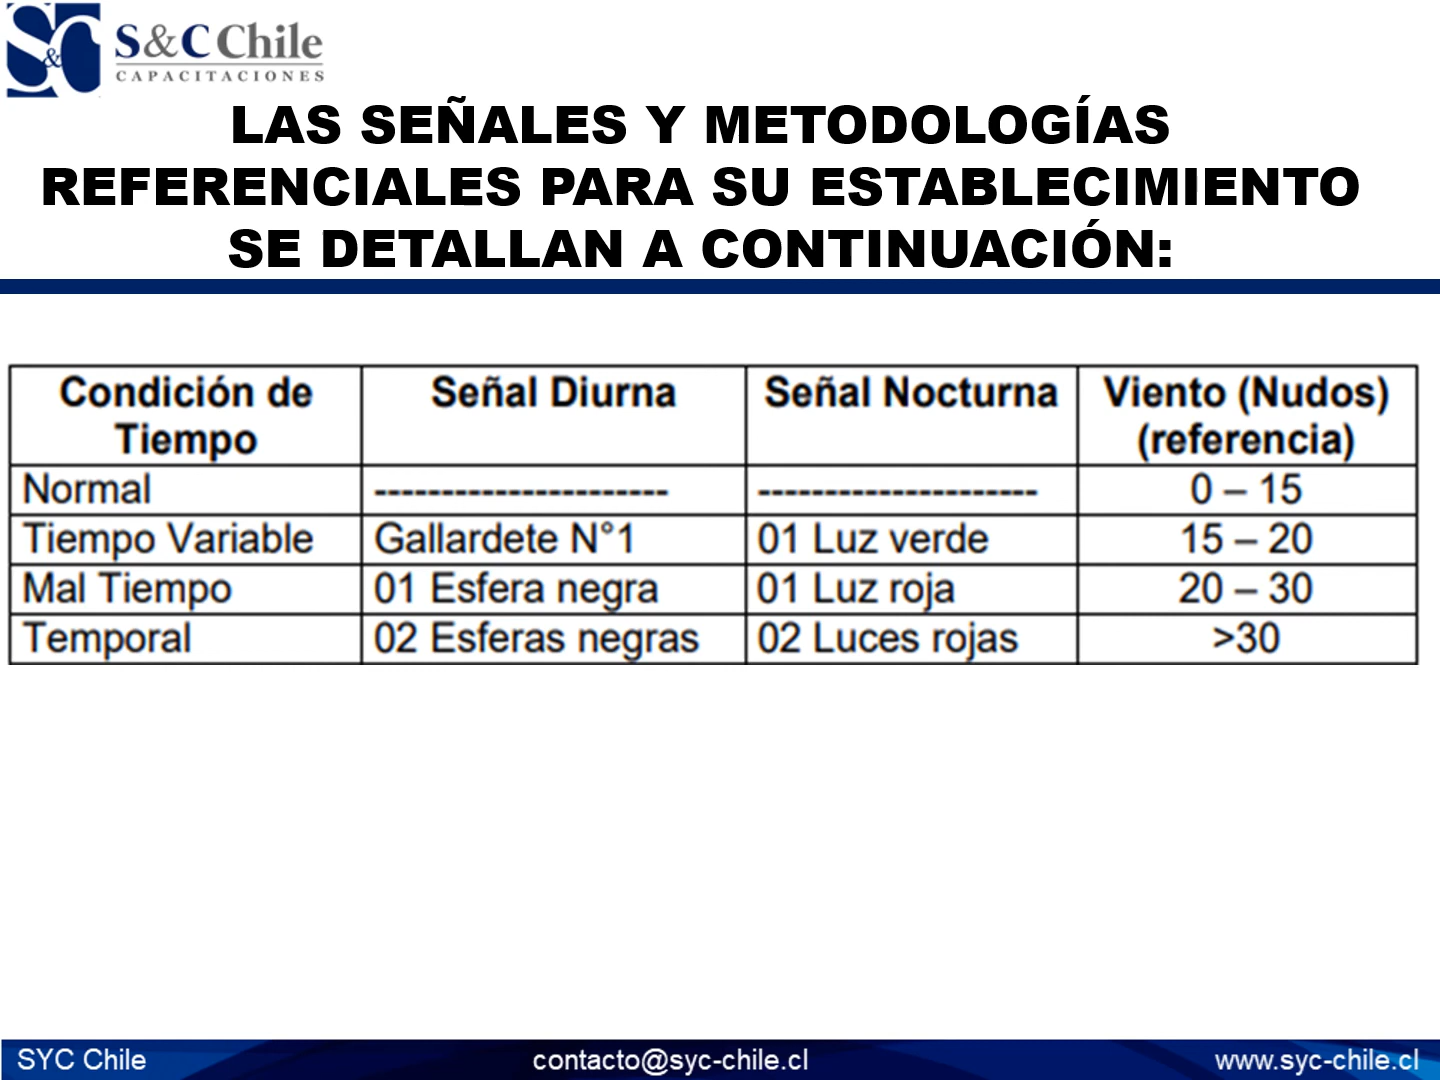 S&C Chile
CAPACITACIONES
LAS SEÑALES Y METODOLOGÍAS
REFERENCIALES PARA SU ESTABLECIMIENTO
SE DETALLAN A CONTINUACIÓN:
Condición de Tiempo Señal Diurna Señal Nocturna Viento (Nudos) (referencia)
Normal ---------------------- --------------------- 0 – 15
Tiempo Variable Gallardete N°1 01 Luz verde 15 – 20
Mal Tiempo 01 Esfera negra 01 Luz roja 20 – 30
Temporal 02 Esferas negras 02 Luces rojas >30
SYC Chile contacto@syc-chile.cl www.syc-chile.cl